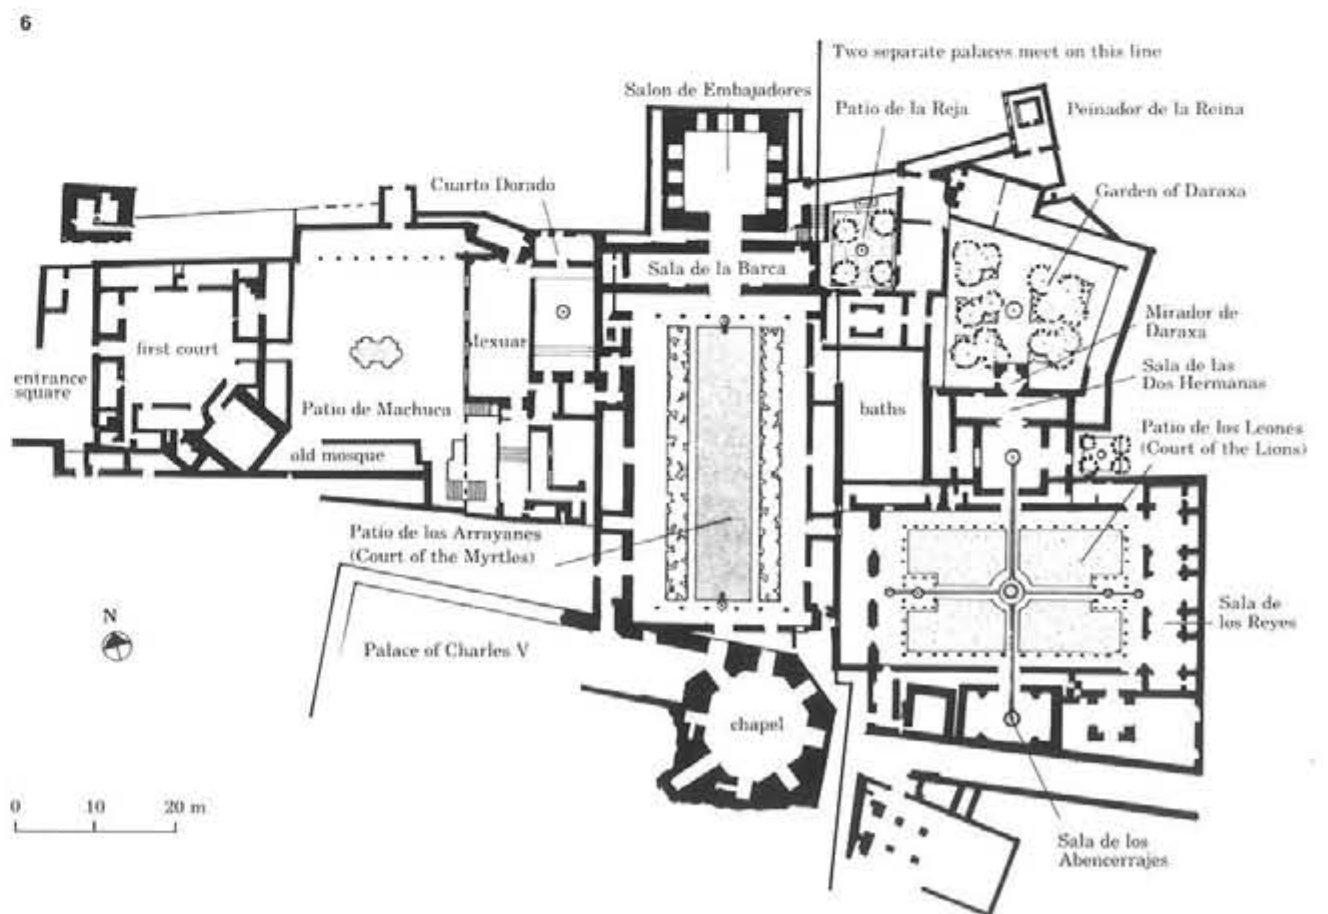 6
Two separate palaces meet on this line
Salon de Embajadores
Patio de la Reja
Peinador de la Reina
Cuarto Dorado
Garden of Daraxa
Sala de la Barca
Mirador de
Daraxa
first court
Mexuar
Sala de las
Dos Hermanas
entrance
square
Patio de Machuca
baths
Patio de los Leones
(Court of the Lions)
old mosque
Patio de los Arrayanes
(Court of the Myrtles)
N
Sala de
los Reyes
Palace of Charles V
chapel
0 10 20 m
Sala de los
Abencerrajes